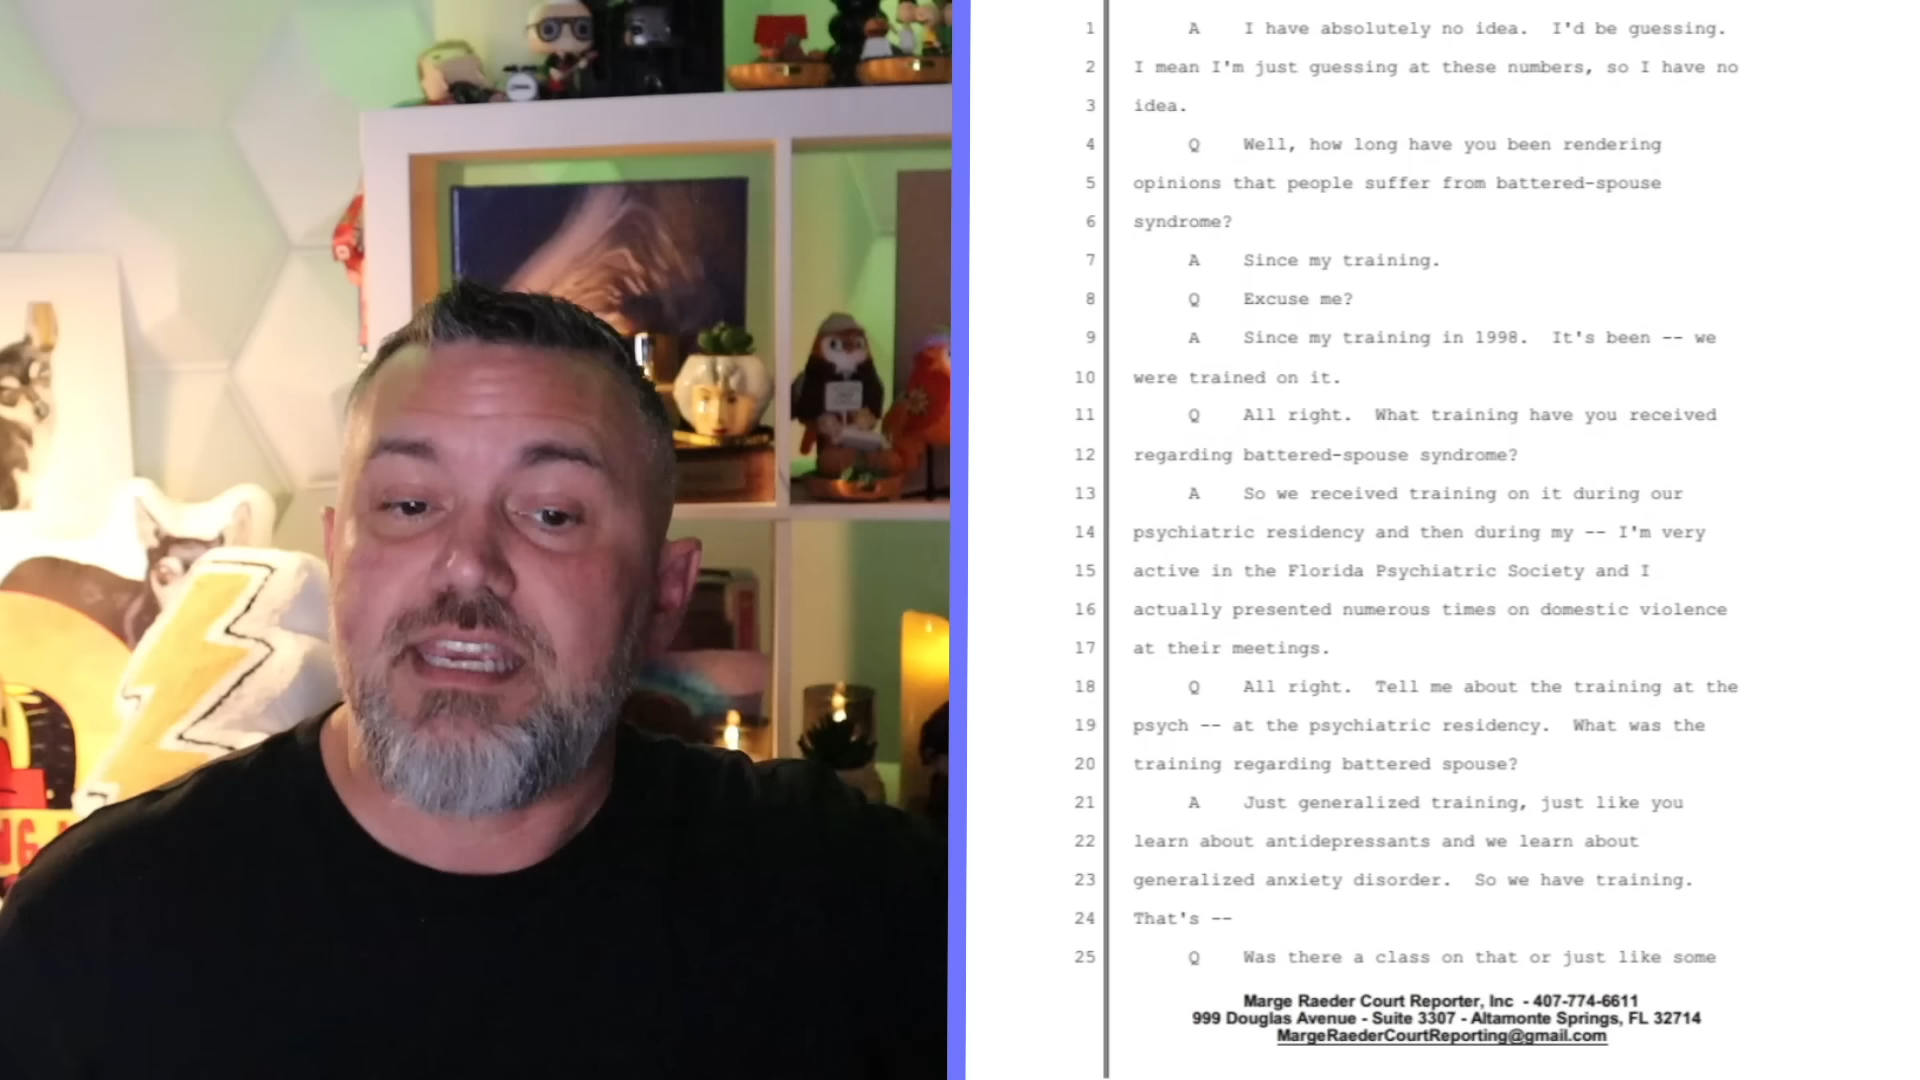 1 A I have absolutely no idea. I'd be guessing.
2 I mean I'm just guessing at these numbers, so I have no
3 idea.
4 Q Well, how long have you been rendering
5 opinions that people suffer from battered-spouse
6 syndrome?
7 A Since my training.
8 Q Excuse me?
9 A Since my training in 1998. It's been -- we
10 were trained on it.
11 Q All right. What training have you received
12 regarding battered-spouse syndrome?
13 A So we received training on it during our
14 psychiatric residency and then during my -- I'm very
15 active in the Florida Psychiatric Society and I
16 actually presented numerous times on domestic violence
17 at their meetings.
18 Q All right. Tell me about the training at the
19 psych -- at the psychiatric residency. What was the
20 training regarding battered spouse?
21 A Just generalized training, just like you
22 learn about antidepressants and we learn about
23 generalized anxiety disorder. So we have training.
24 That's --
25 Q Was there a class on that or just like some
Marge Raeder Court Reporter, Inc - 407-774-6611
999 Douglas Avenue - Suite 3307 - Altamonte Springs, FL 32714
MargeRaederCourtReporting@gmail.com